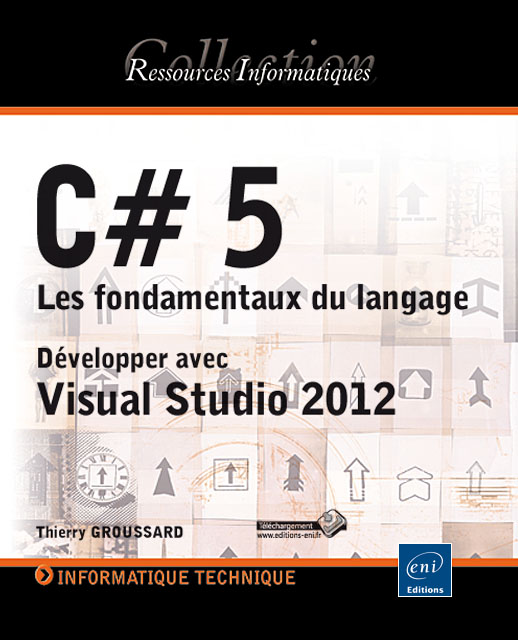 Collection
Ressources Informatiques
C# 5
Les fondamentaux du langage
Développer avec
Visual Studio 2012
Thierry GROUSSARD
Téléchargement
www.editions-eni.fr
INFORMATIQUE TECHNIQUE
eni
Editions